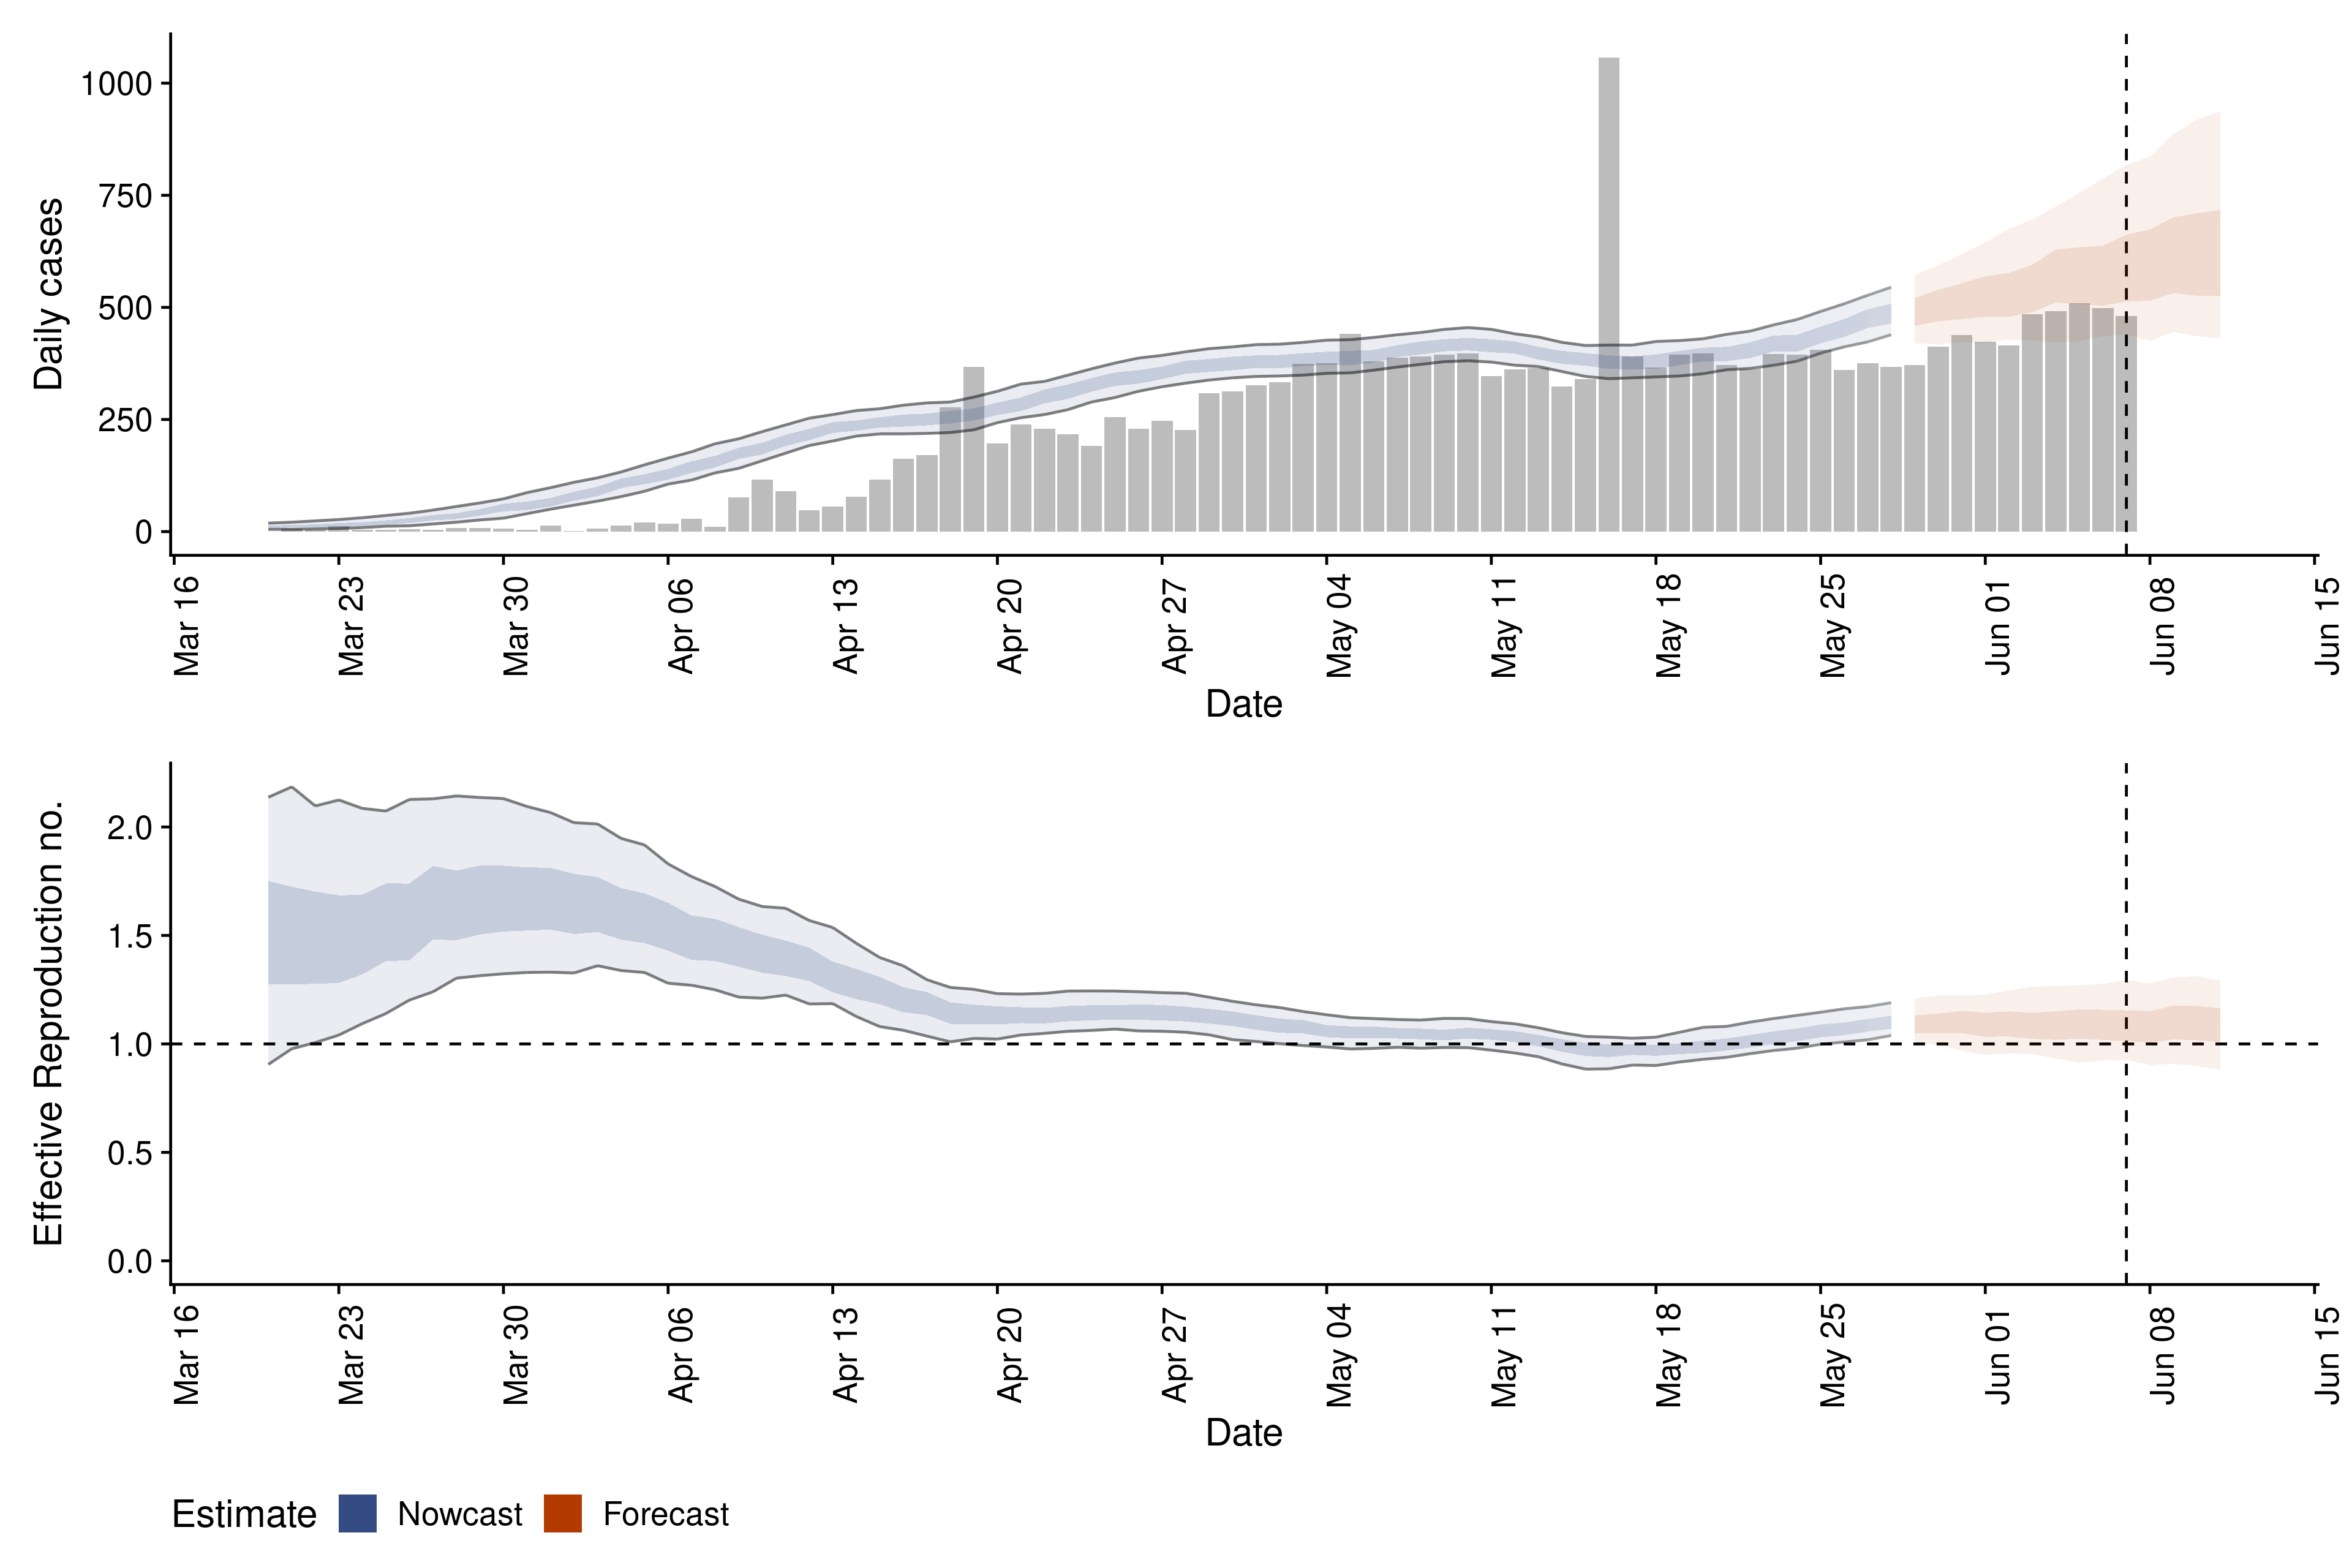 Daily cases
1000
750
500
250
0
Mar 16
Mar 23
Mar 30
Apr 06
Apr 13
Apr 20
Apr 27
May 04
May 11
May 18
May 25
Jun 01
Jun 08
Jun 15
Date
Effective Reproduction no.
2.0
1.5
1.0
0.5
0.0
Mar 16
Mar 23
Mar 30
Apr 06
Apr 13
Apr 20
Apr 27
May 04
May 11
May 18
May 25
Jun 01
Jun 08
Jun 15
Date
Estimate Nowcast Forecast